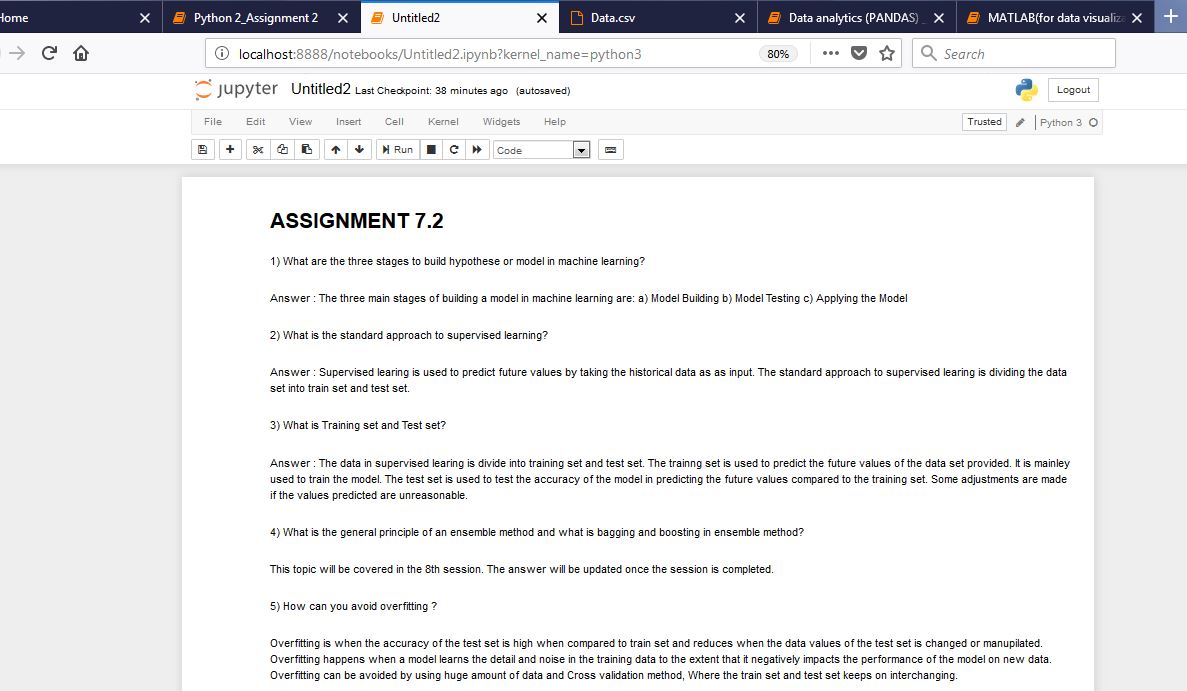 Home
Python 2_Assignment 2
Untitled2
Data.csv
Data analytics (PANDAS)
MATLAB(for data visualiza
localhost:8888/notebooks/Untitled2.ipynb?kernel_name=python3
80%
Search
jupyter Untitled2 Last Checkpoint: 38 minutes ago (autosaved)
Logout
File Edit View Insert Cell Kernel Widgets Help
Trusted
Python 3
Run
Code
ASSIGNMENT 7.2
1) What are the three stages to build hypothese or model in machine learning?
Answer : The three main stages of building a model in machine learning are: a) Model Building b) Model Testing c) Applying the Model
2) What is the standard approach to supervised learning?
Answer : Supervised learing is used to predict future values by taking the historical data as as input. The standard approach to supervised learing is dividing the data
set into train set and test set.
3) What is Training set and Test set?
Answer : The data in supervised learing is divide into training set and test set. The trainng set is used to predict the future values of the data set provided. It is mainley
used to train the model. The test set is used to test the accuracy of the model in predicting the future values compared to the training set. Some adjustments are made
if the values predicted are unreasonable.
4) What is the general principle of an ensemble method and what is bagging and boosting in ensemble method?
This topic will be covered in the 8th session. The answer will be updated once the session is completed.
5) How can you avoid overfitting ?
Overfitting is when the accuracy of the test set is high when compared to train set and reduces when the data values of the test set is changed or manupilated.
Overfitting happens when a model learns the detail and noise in the training data to the extent that it negatively impacts the performance of the model on new data.
Overfitting can be avoided by using huge amount of data and Cross validation method, Where the train set and test set keeps on interchanging.